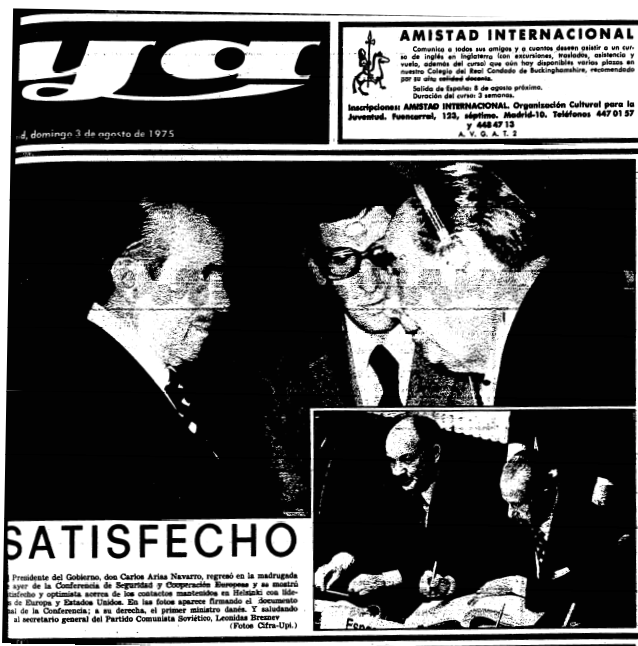 ya
AMISTAD INTERNACIONAL
Comunica a todos sus amigos y a cuantos deseen asistir a un cur-
so de inglés en Inglaterra (con excursiones, traslados, asistencia y
vuelo, además del curso) que aún hay disponibles varias plazas en
nuestro Colegio del Real Condado de Buckinghamshire, recomendado
por su alta calidad docente.
Salida de España: 8 de agosto próximo.
Duración del curso: 3 semanas.
Inscripciones: AMISTAD INTERNACIONAL. Organización Cultural para la
Juventud. Fuencarral, 123, séptimo. Madrid-10. Teléfonos 447 01 57
y 448 47 13
A. V. G. A. T. 2
d, domingo 3 de agosto de 1975
SATISFECHO
Presidente del Gobierno, don Carlos Arias Navarro, regresó en la madrugada
ayer de la Conferencia de Seguridad y Cooperación Europeas y se mostró
tisfecho y optimista acerca de los contactos mantenidos en Helsinki con líde-
s de Europa y Estados Unidos. En las fotos aparece firmando el documento
al de la Conferencia; a su derecha, el primer ministro danés. Y saludando
al secretario general del Partido Comunista Soviético, Leonidas Breznev
(Fotos Cifra-Upi.)